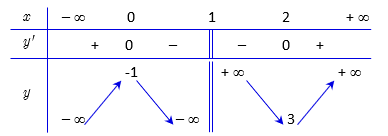 x − ∞ 0 1 2 + ∞
y′ + 0 − − 0 +
-1 + ∞ + ∞
y
− ∞ − ∞ 3